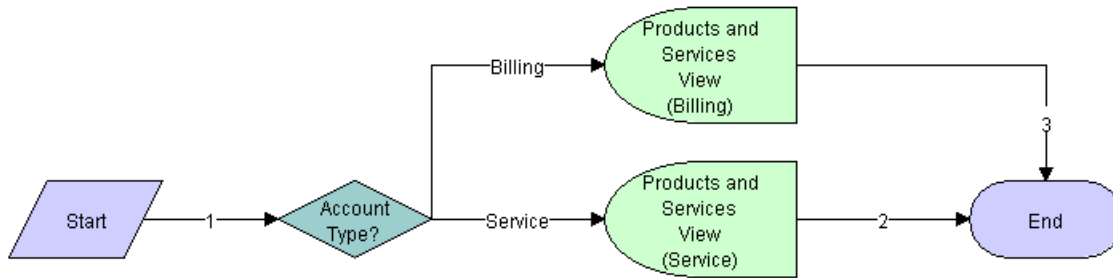 Products and
Services
View
(Billing)
Billing
3
Start
1
Account
Type?
Service
Products and
Services
View
(Service)
2
End